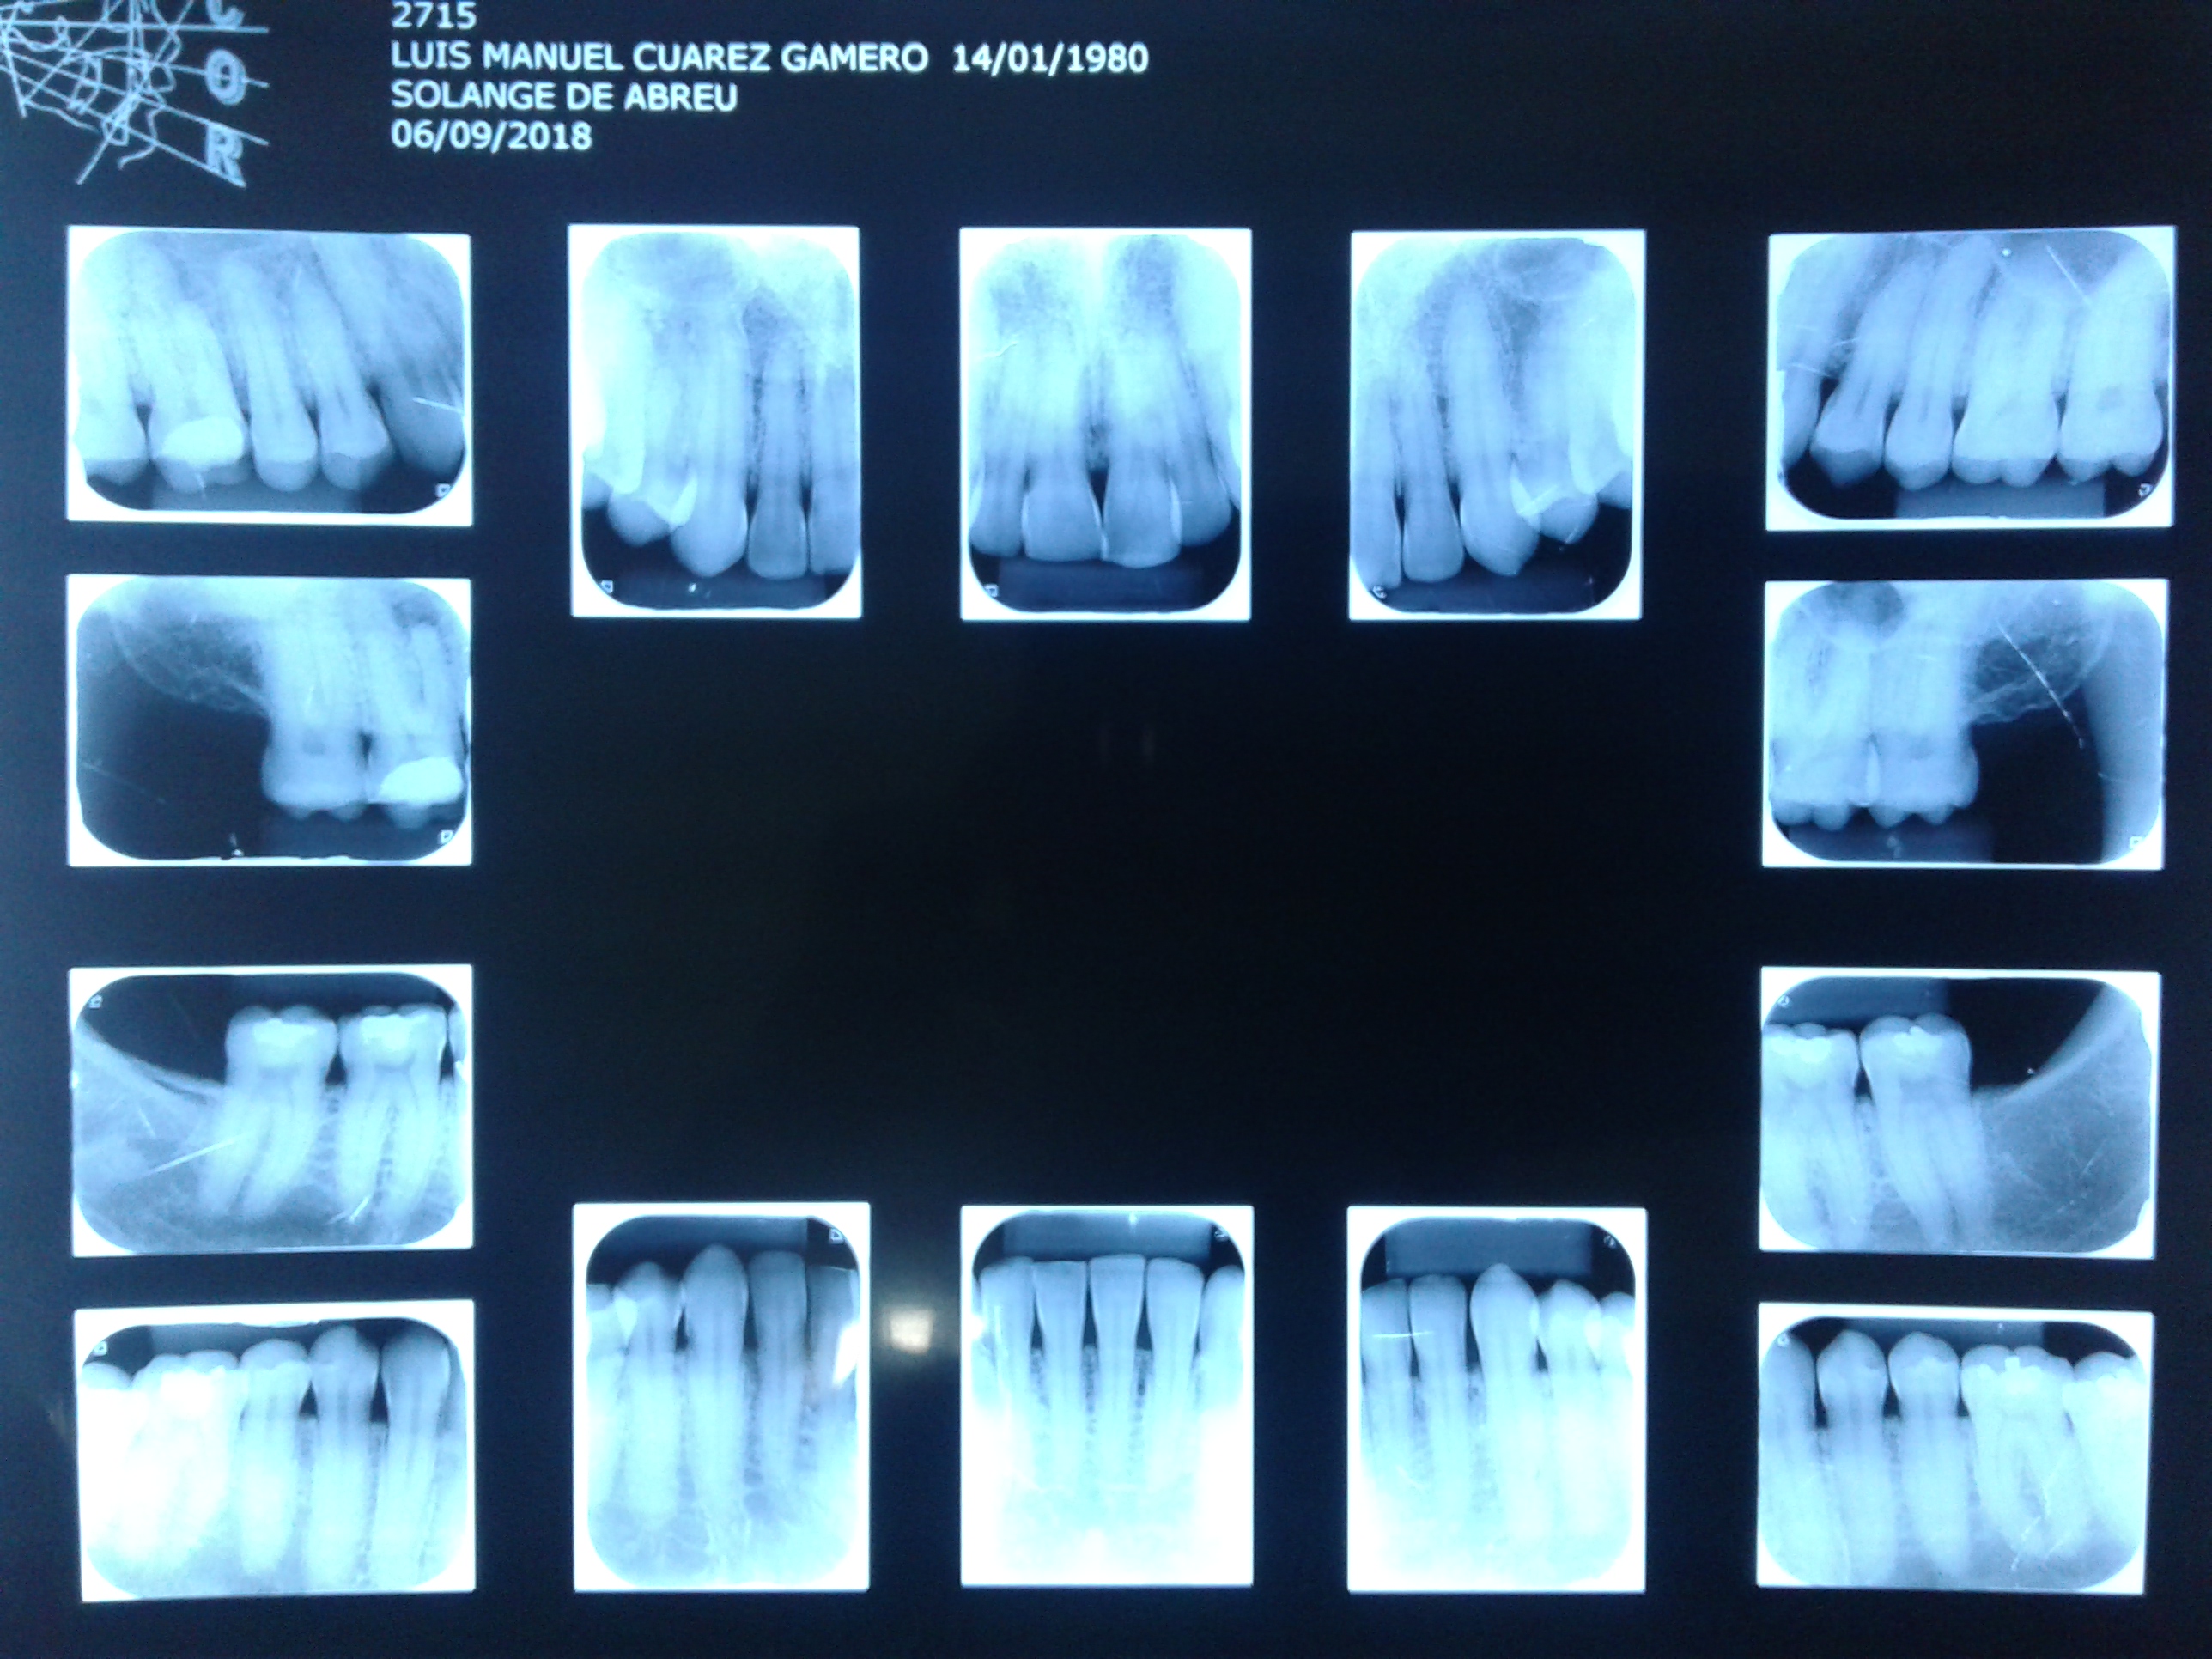 2715
LUIS MANUEL CUAREZ GAMERO 14/01/1980
SOLANGE DE ABREU
06/09/2018
C
O
R